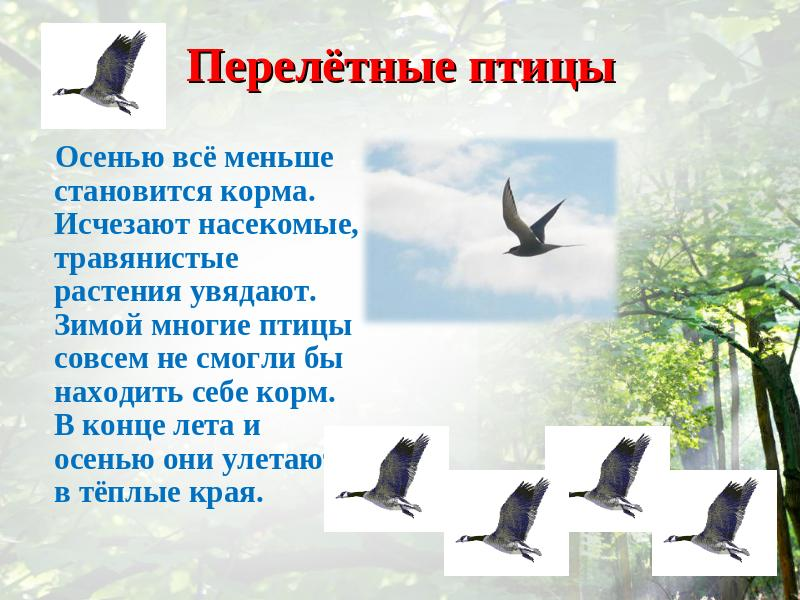 Перелётные птицы
Осенью всё меньше
становится корма.
Исчезают насекомые,
травянистые
растения увядают.
Зимой многие птицы
совсем не смогли бы
находить себе корм.
В конце лета и
осенью они улетают
в тёплые края.